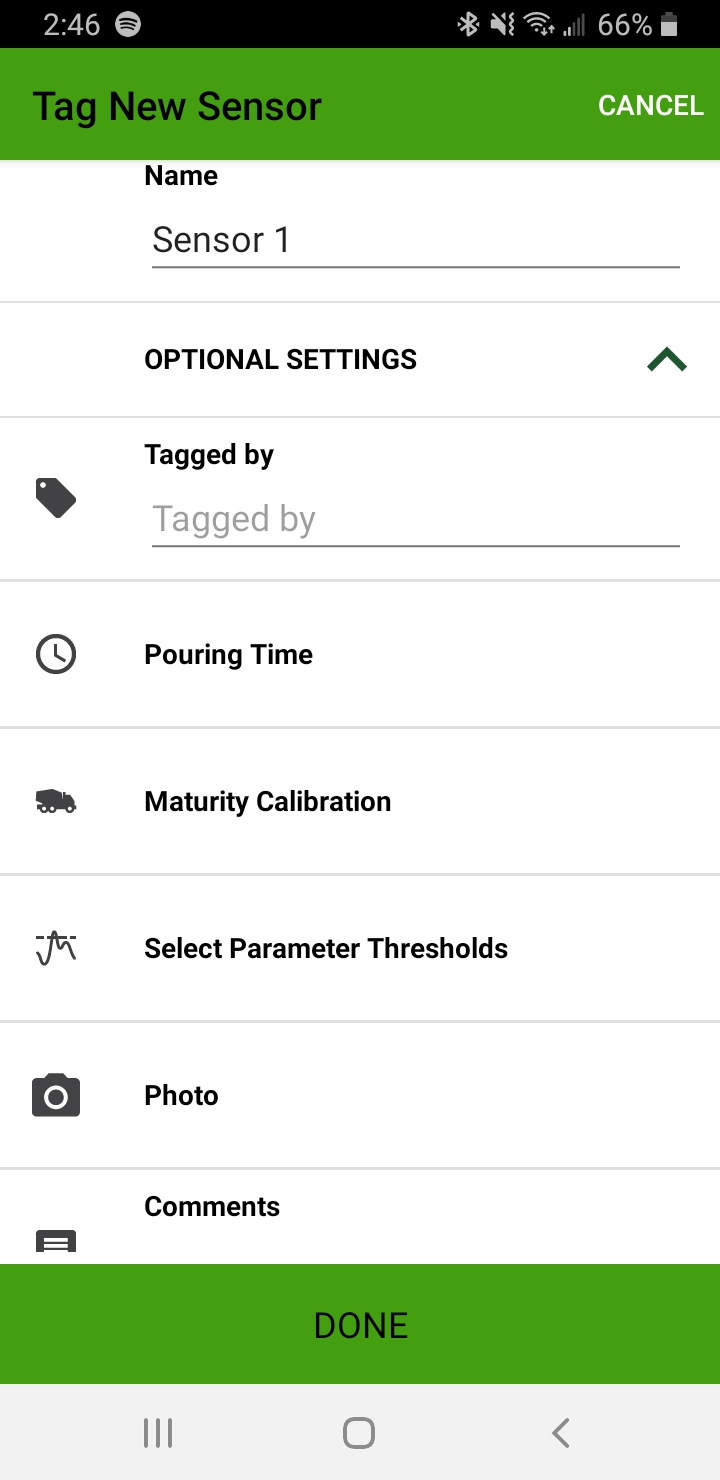 2:46 66%
Tag New Sensor CANCEL
Name
Sensor 1
OPTIONAL SETTINGS
Tagged by
Tagged by
Pouring Time
Maturity Calibration
Select Parameter Thresholds
Photo
Comments
DONE